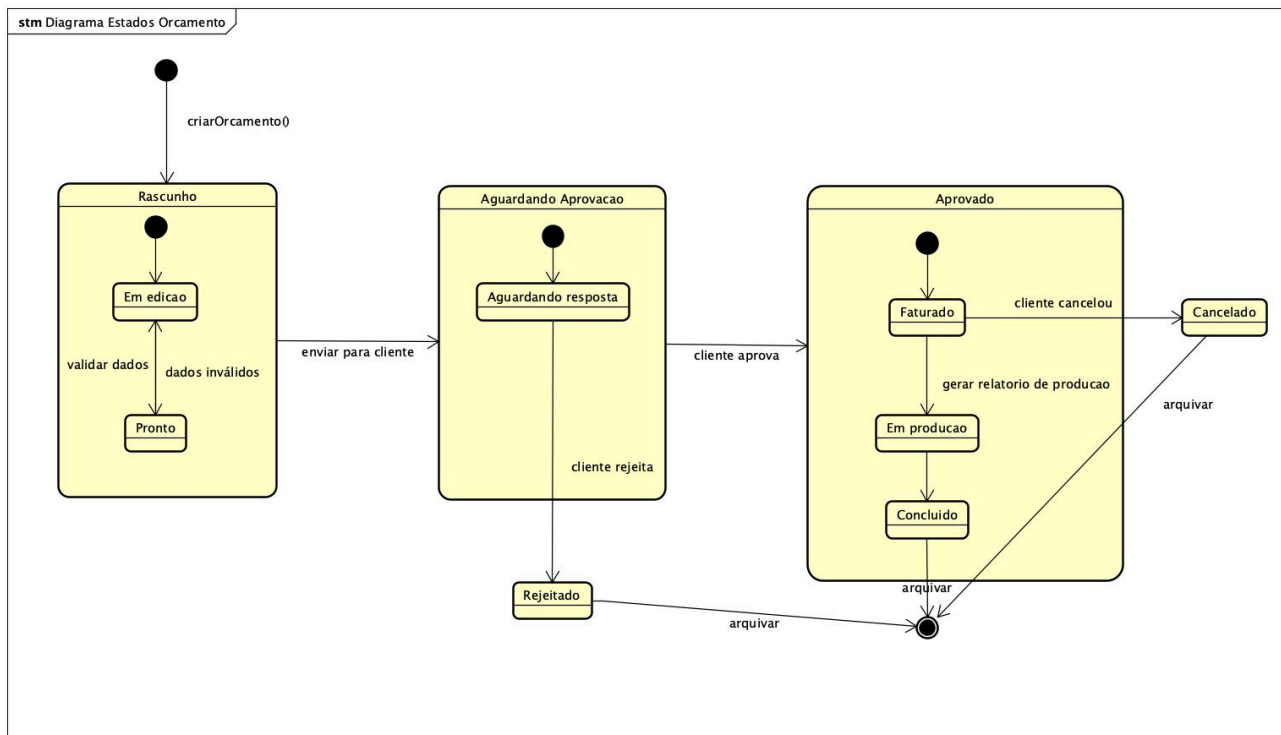 stm Diagrama Estados Orcamento
criarOrcamento()
Rascunho
Em edicao
validar dados
dados inválidos
Pronto
enviar para cliente
Aguardando Aprovacao
Aguardando resposta
cliente rejeita
Rejeitado
arquivar
cliente aprova
Aprovado
Faturado
cliente cancelou
Cancelado
gerar relatorio de producao
arquivar
Em producao
Concluido
arquivar